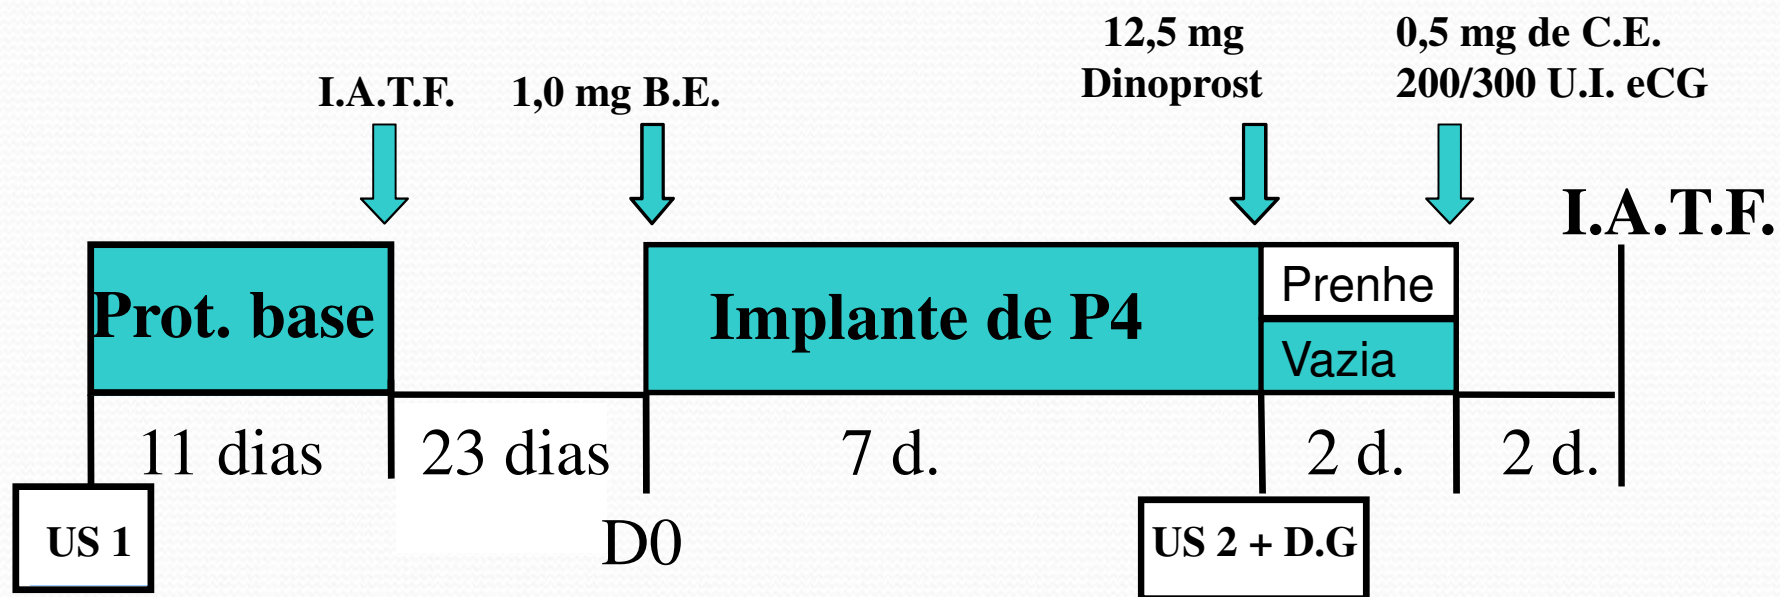 12,5 mg
Dinoprost
0,5 mg de C.E.
200/300 U.I. eCG
I.A.T.F.
1,0 mg B.E.
I.A.T.F.
Prot. base
Implante de P4
Prenhe
Vazia
11 dias
23 dias
7 d.
2 d.
2 d.
US 1
D0
US 2 + D.G